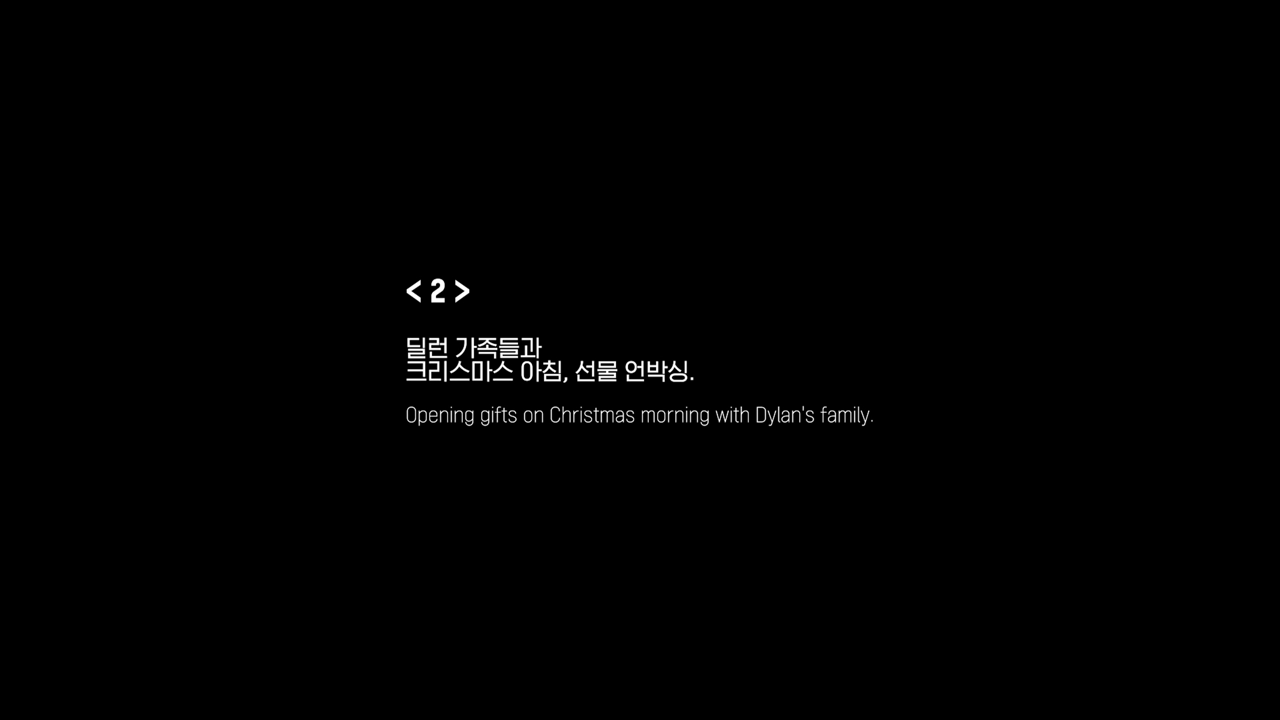 < 2 >
딜런 가족들과
크리스마스 아침, 선물 언박싱.
Opening gifts on Christmas morning with Dylan's family.